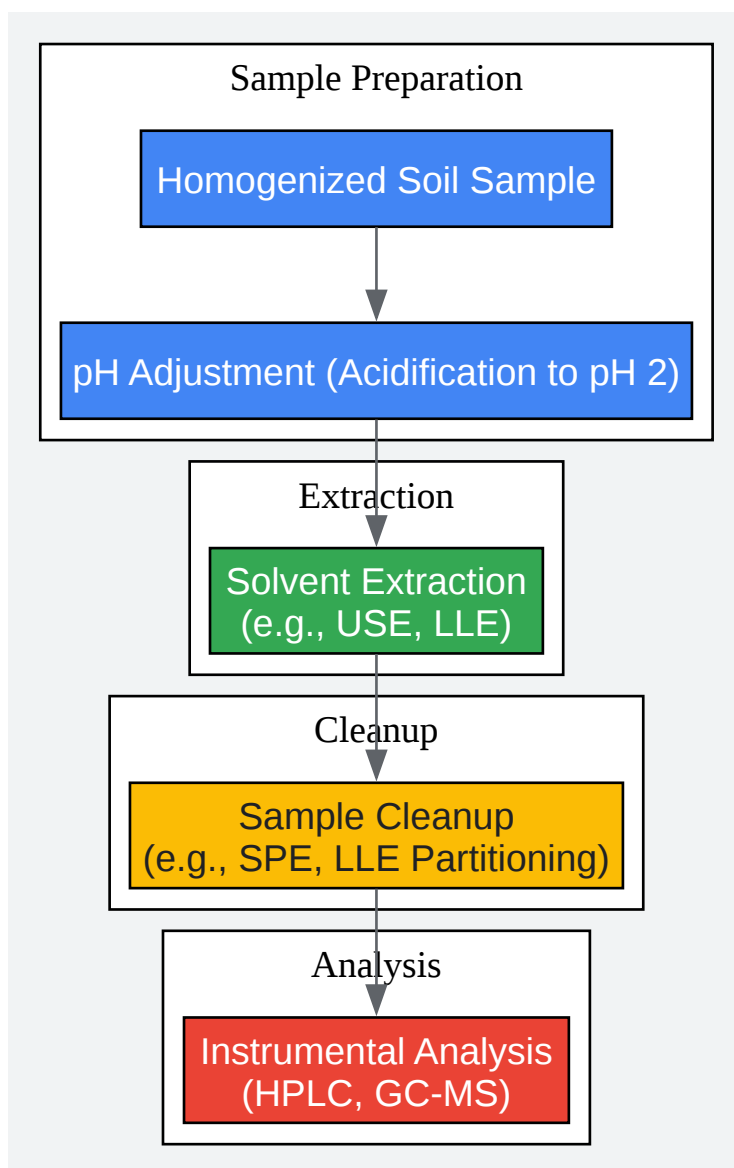 Sample Preparation
Homogenized Soil Sample
pH Adjustment (Acidification to pH 2)
Extraction
Solvent Extraction
(e.g., USE, LLE)
Cleanup
Sample Cleanup
(e.g., SPE, LLE Partitioning)
Analysis
Instrumental Analysis
(HPLC, GC-MS)